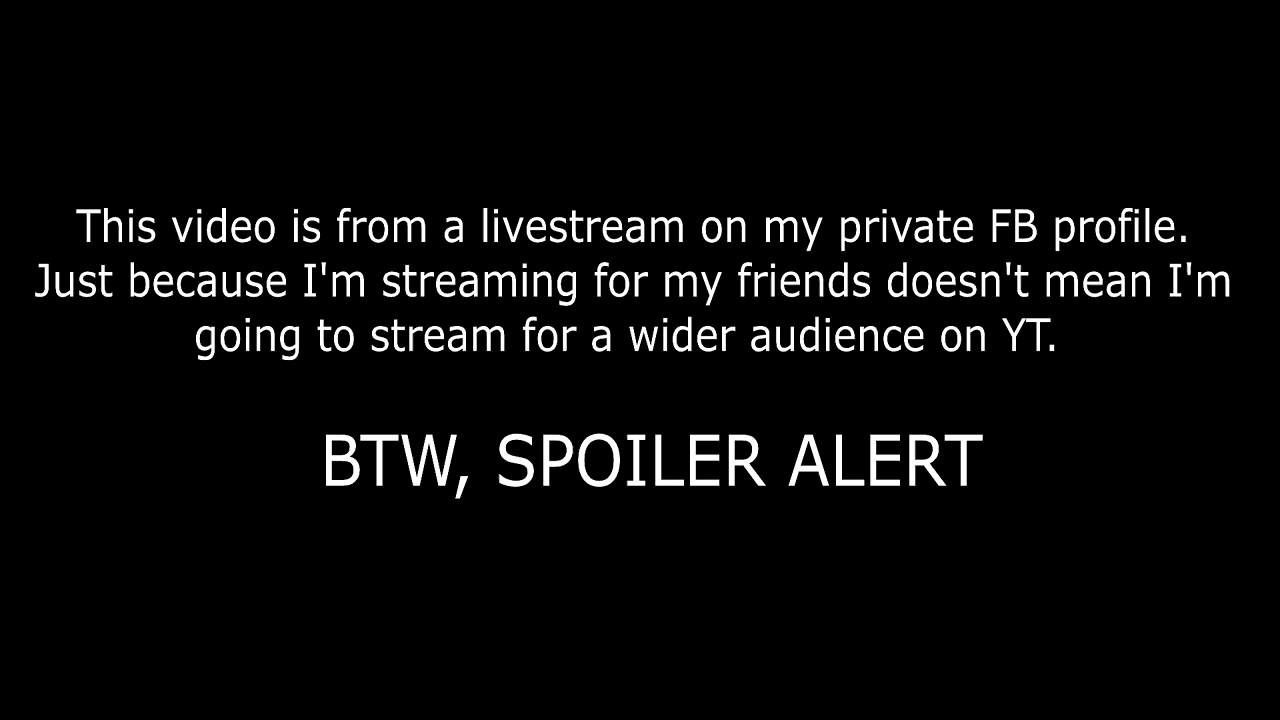 This video is from a livestream on my private FB profile.
Just because I'm streaming for my friends doesn't mean I'm
going to stream for a wider audience on YT.
BTW, SPOILER ALERT